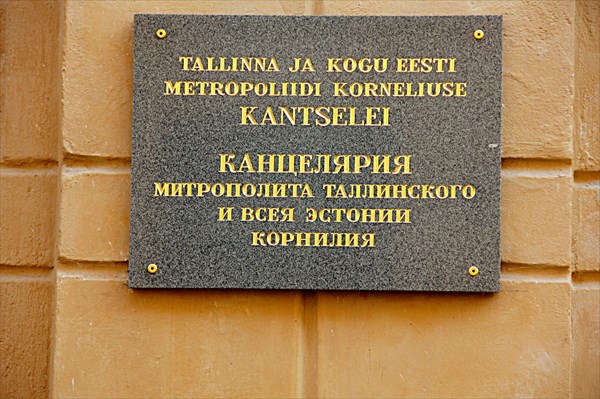 TALLINNA JA KOGU EESTI
METROPOLIIDI KORNELIUSE
KANTSELEI
КАНЦЕЛЯРИЯ
МИТРОПОЛИТА ТАЛЛИНСКОГО
И ВСЕЯ ЭСТОНИИ
КОРНИЛИЯ